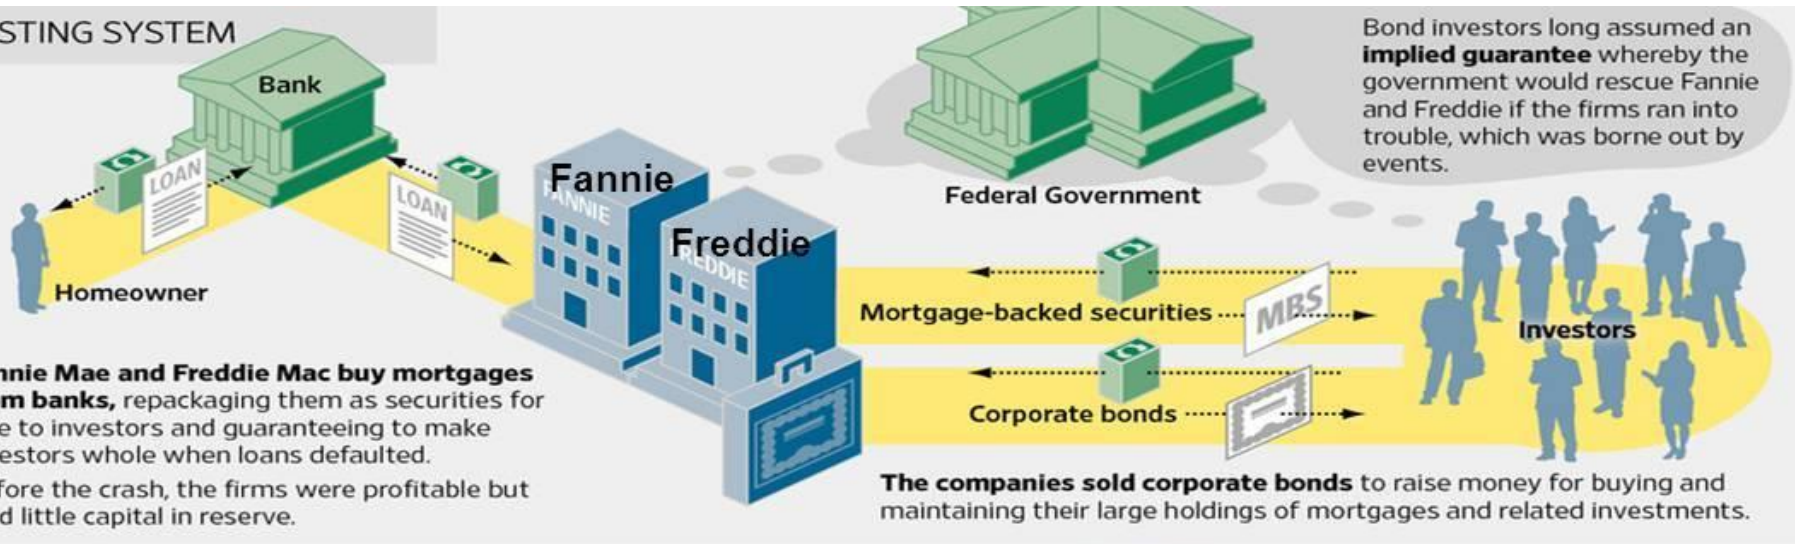 STING SYSTEM
Bank
LOAN
LOAN
Homeowner
Fannie
FANNIE
Freddie
FREDDIE
Federal Government
Bond investors long assumed an
implied guarantee whereby the
government would rescue Fannie
and Freddie if the firms ran into
trouble, which was borne out by
events.
Mortgage-backed securities
MBS
Corporate bonds
Investors
nnie Mae and Freddie Mac buy mortgages
m banks, repackaging them as securities for
e to investors and guaranteeing to make
estors whole when loans defaulted.
fore the crash, the firms were profitable but
d little capital in reserve.
The companies sold corporate bonds to raise money for buying and
maintaining their large holdings of mortgages and related investments.